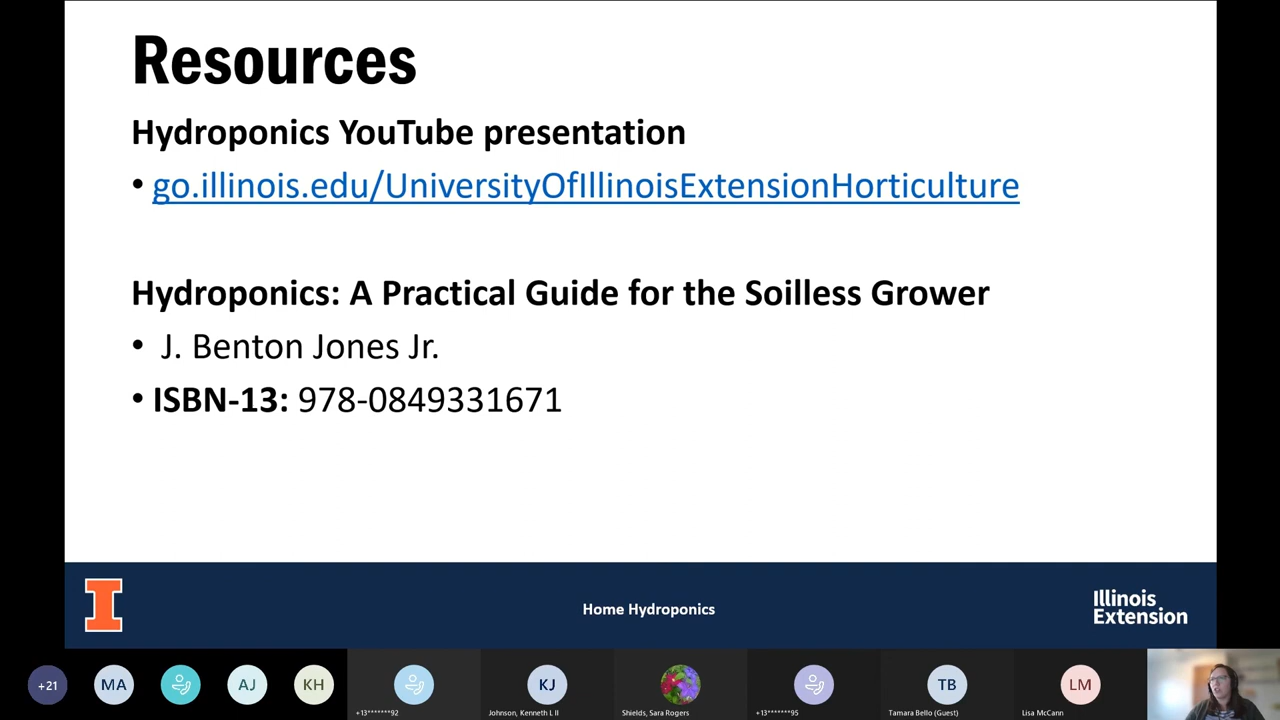 Resources
Hydroponics YouTube presentation
• go.illinois.edu/UniversityOfIllinoisExtensionHorticulture
Hydroponics: A Practical Guide for the Soilless Grower
• J. Benton Jones Jr.
• ISBN-13: 978-0849331671
I
Home Hydroponics
Illinois
Extension
+21
MA
AJ
KH
KJ
TB
LM
+13*******92
Johnson, Kenneth L II
Shields, Sara Rogers
+13*******95
Tamara Bello (Guest)
Lisa McCann